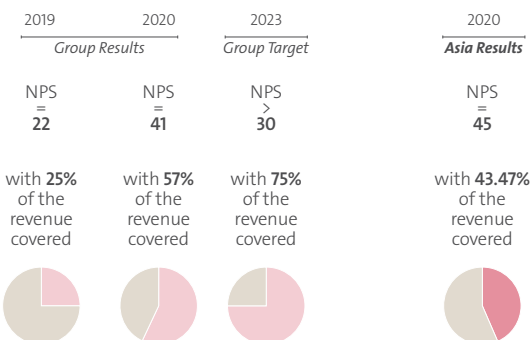 2019 2020 2023 2020
Group Results Group Target Asia Results
NPS NPS NPS NPS
= = > =
22 41 30 45
with 25% with 57% with 75% with 43.47%
of the of the of the of the
revenue revenue revenue revenue
covered covered covered covered